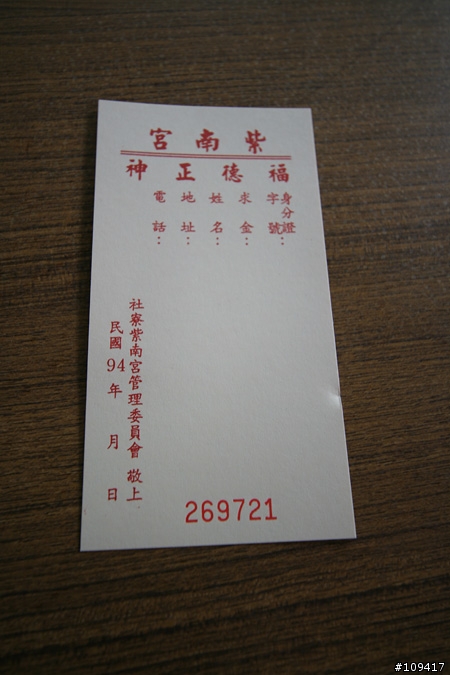 紫南宮
福德正神
身分證字號：
求金：
姓名：
地址：
電話：
社寮紫南宮管理委員會 敬上
民國94年 月 日
269721
#109417